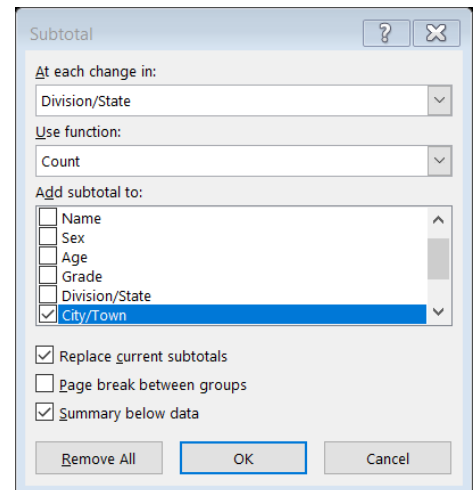 Subtotal
At each change in:
Division/State
Use function:
Count
Add subtotal to:
Name
Sex
Age
Grade
Division/State
City/Town
Replace current subtotals
Page break between groups
Summary below data
Remove All OK Cancel